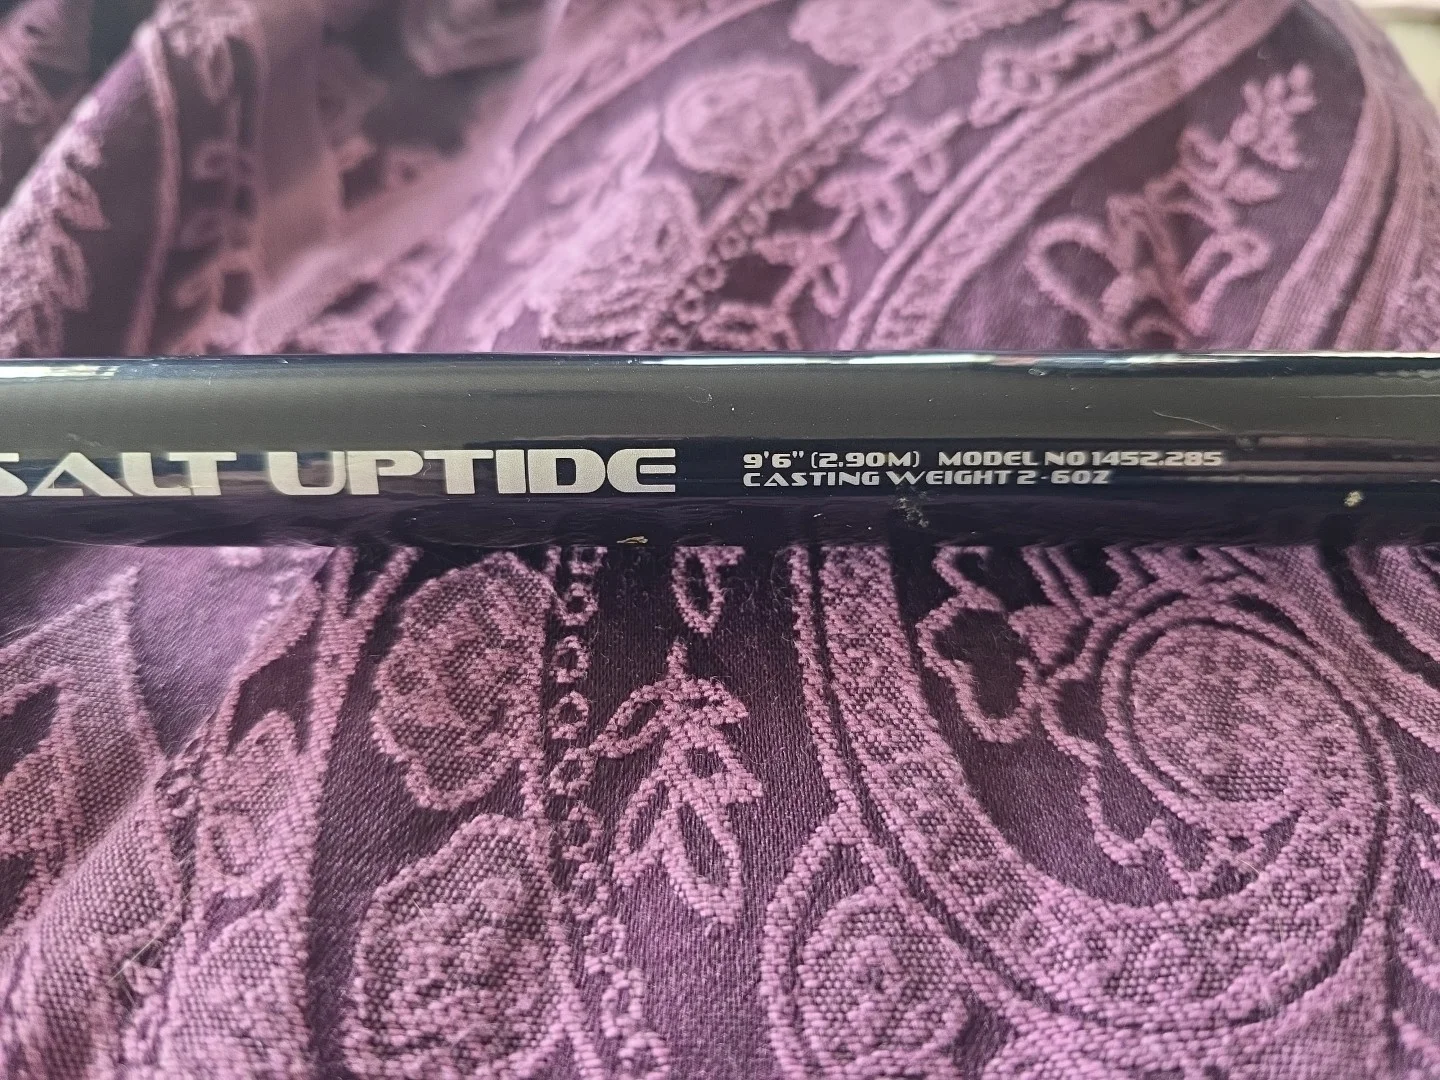 SALT UPTIDE
9'6" (2.90M) MODEL NO 1452.285
CASTING WEIGHT 2-6OZ